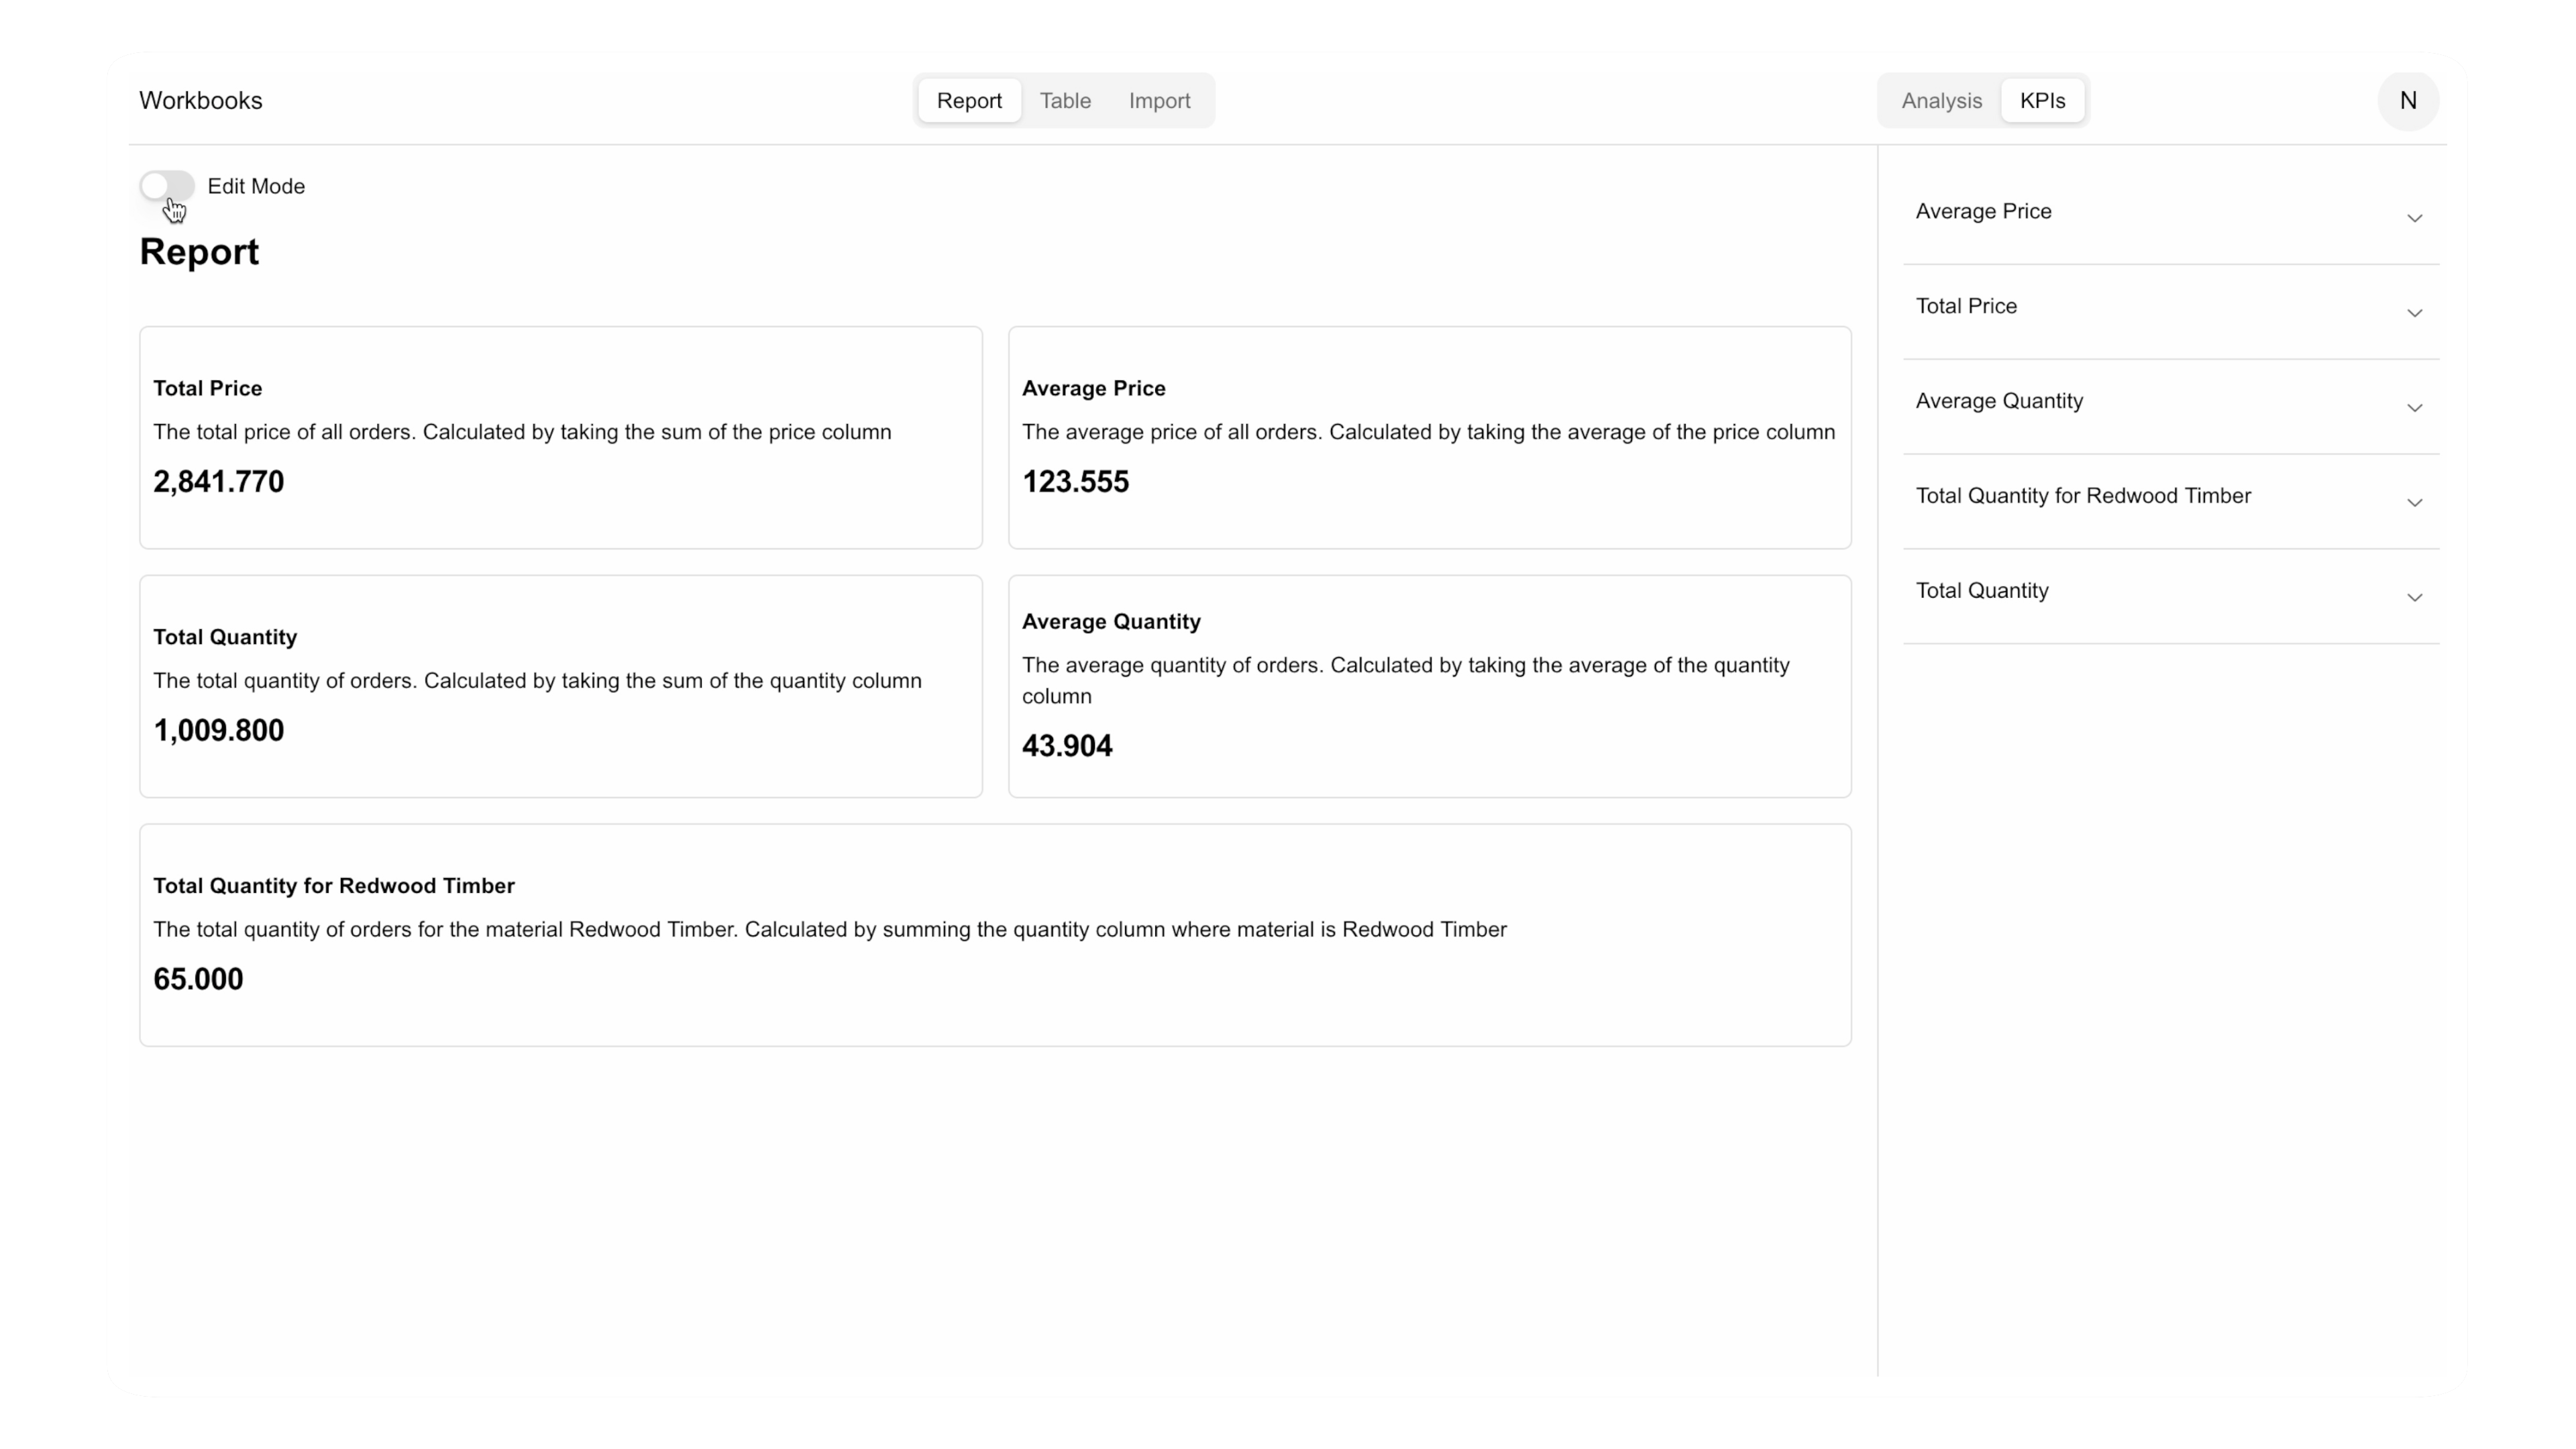 Workbooks
Report
Table
Import
Analysis
KPIs
N
Edit Mode
Report
Total Price
The total price of all orders. Calculated by taking the sum of the price column
2,841.770
Average Price
The average price of all orders. Calculated by taking the average of the price column
123.555
Total Quantity
The total quantity of orders. Calculated by taking the sum of the quantity column
1,009.800
Average Quantity
The average quantity of orders. Calculated by taking the average of the quantity
column
43.904
Total Quantity for Redwood Timber
The total quantity of orders for the material Redwood Timber. Calculated by summing the quantity column where material is Redwood Timber
65.000
Average Price
Total Price
Average Quantity
Total Quantity for Redwood Timber
Total Quantity